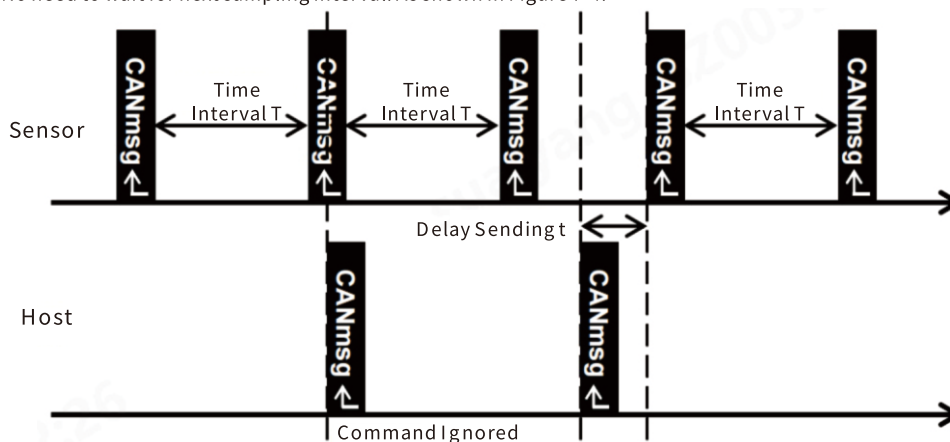 CANmsg
CANmsg
CANmsg
CANmsg
CANmsg
Time
Interval T
Time
Interval T
Time
Interval T
Sensor
Delay Sending t
CANmsg
CANmsg
Host
Command Ignored